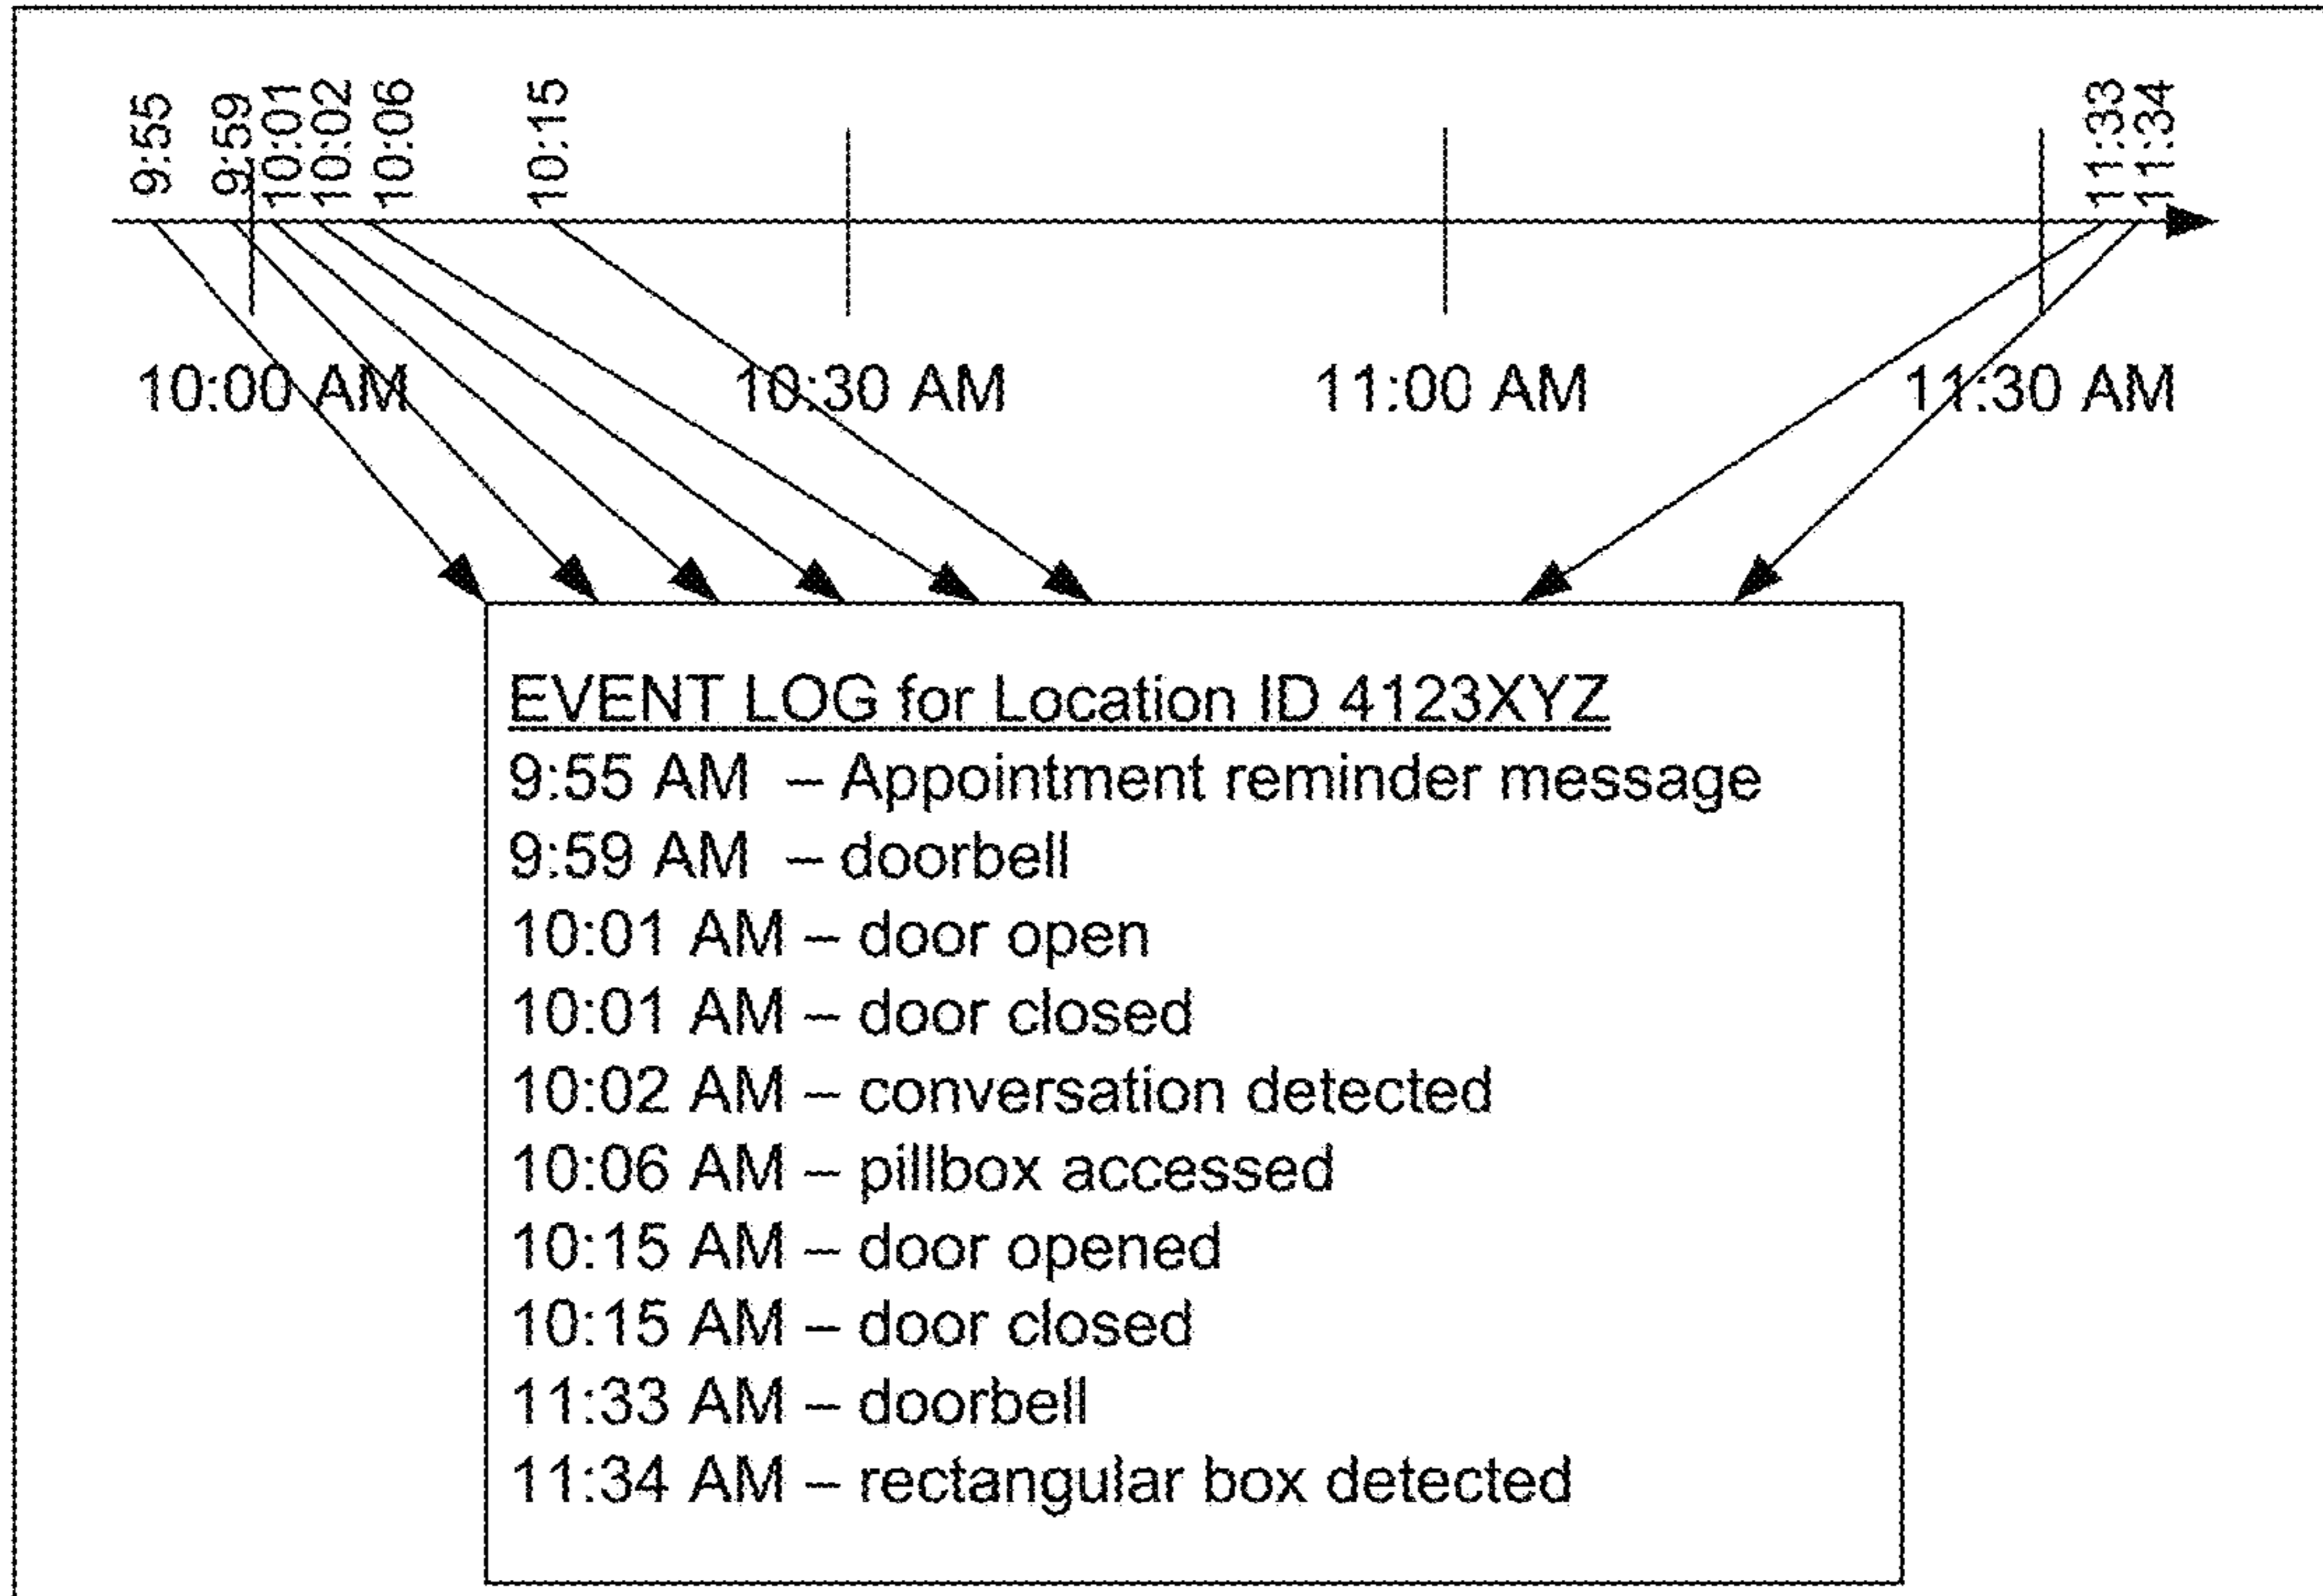 9:55
9:59
10:01
10:02
10:06
10:15
11:33
11:34
10:00 AM
10:30 AM
11:00 AM
11:30 AM
EVENT LOG for Location ID 4123XYZ
9:55 AM – Appointment reminder message
9:59 AM – doorbell
10:01 AM – door open
10:01 AM – door closed
10:02 AM – conversation detected
10:06 AM – pillbox accessed
10:15 AM – door opened
10:15 AM – door closed
11:33 AM – doorbell
11:34 AM – rectangular box detected